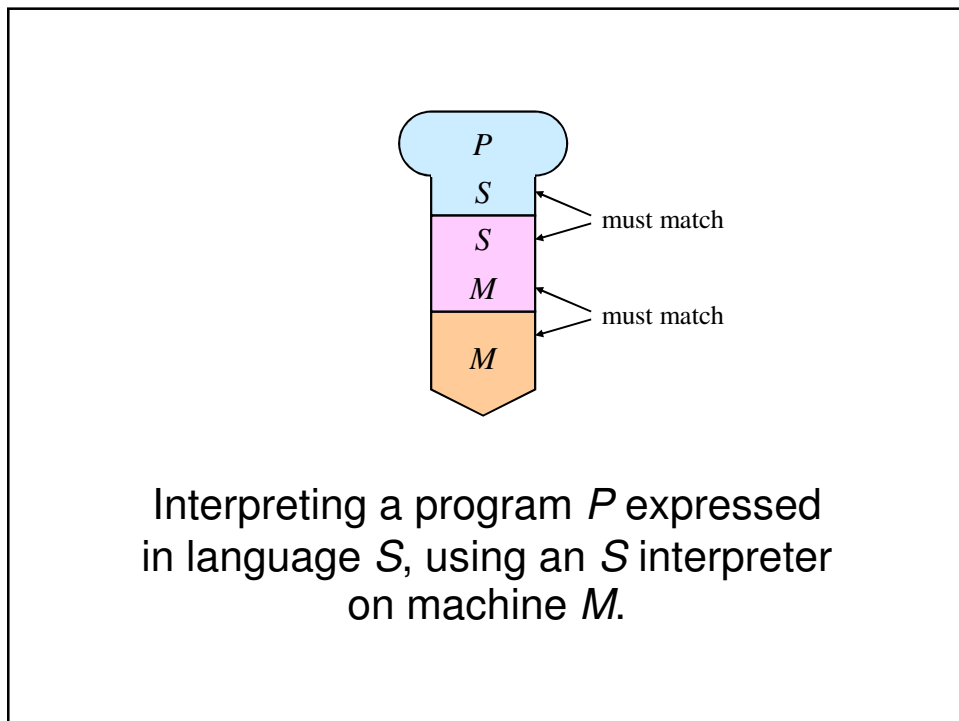 P
S
S
must match
M
must match
M
Interpreting a program P expressed
in language S, using an S interpreter
on machine M.